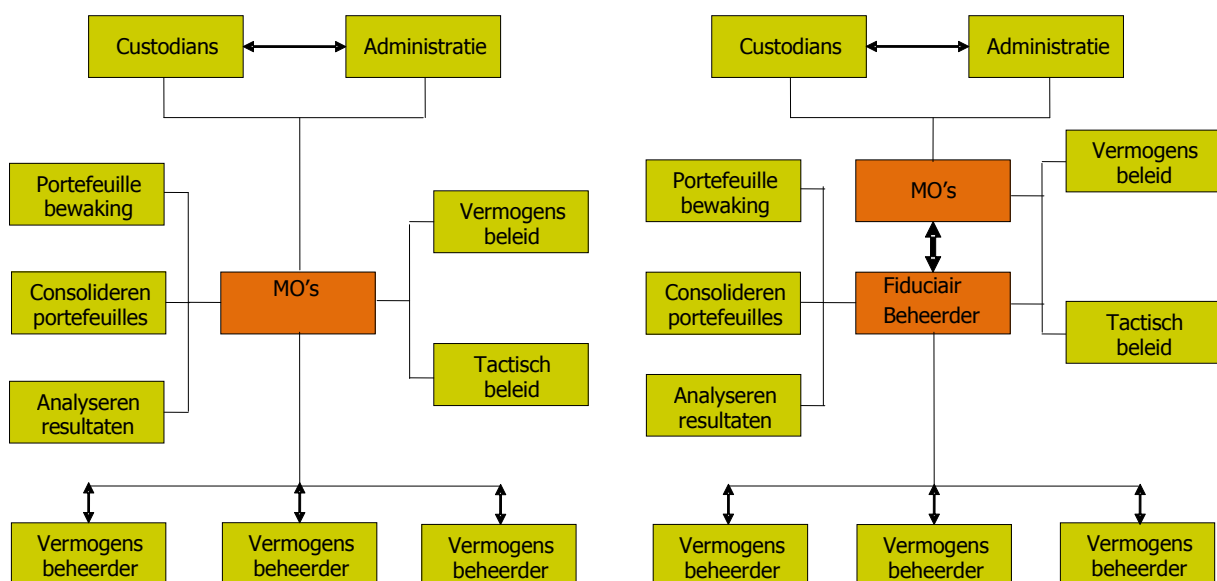 Custodians
Administratie
Portefeuille
bewaking
Consolideren
portefeuilles
Analyseren
resultaten
MO's
Vermogens
beleid
Tactisch
beleid
Vermogens
beheerder
Vermogens
beheerder
Vermogens
beheerder
Custodians
Administratie
Portefeuille
bewaking
Consolideren
portefeuilles
Analyseren
resultaten
MO's
Fiduciair
Beheerder
Vermogens
beleid
Tactisch
beleid
Vermogens
beheerder
Vermogens
beheerder
Vermogens
beheerder